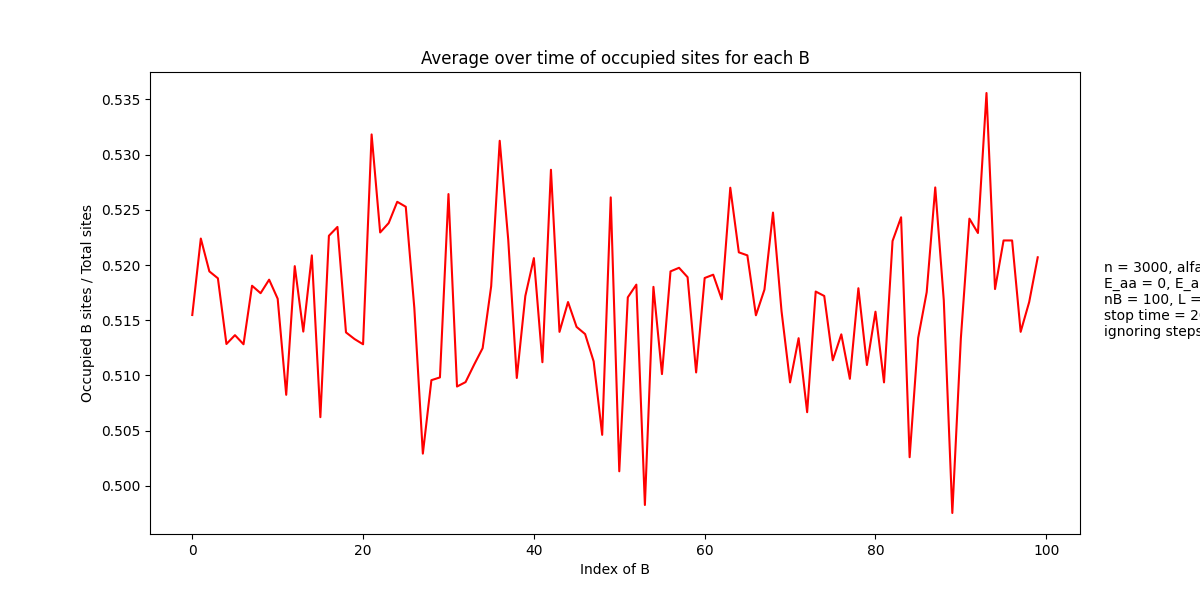 Average over time of occupied sites for each B
Occupied B sites / Total sites
0.535
0.530
0.525
0.520
0.515
0.510
0.505
0.500
0
20
40
60
80
100
Index of B
n = 3000, alfa
E_aa = 0, E_a
nB = 100, L =
stop time = 2
ignoring steps